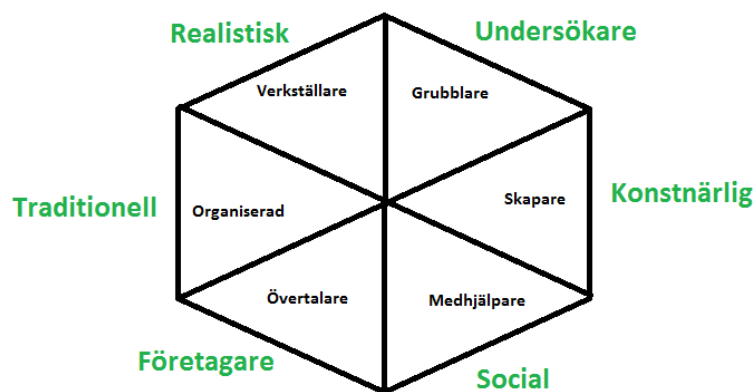 Realistisk
Undersökare
Verkställare
Grubblare
Traditionell
Organiserad
Skapare
Konstnärlig
Övertalare
Medhjälpare
Företagare
Social